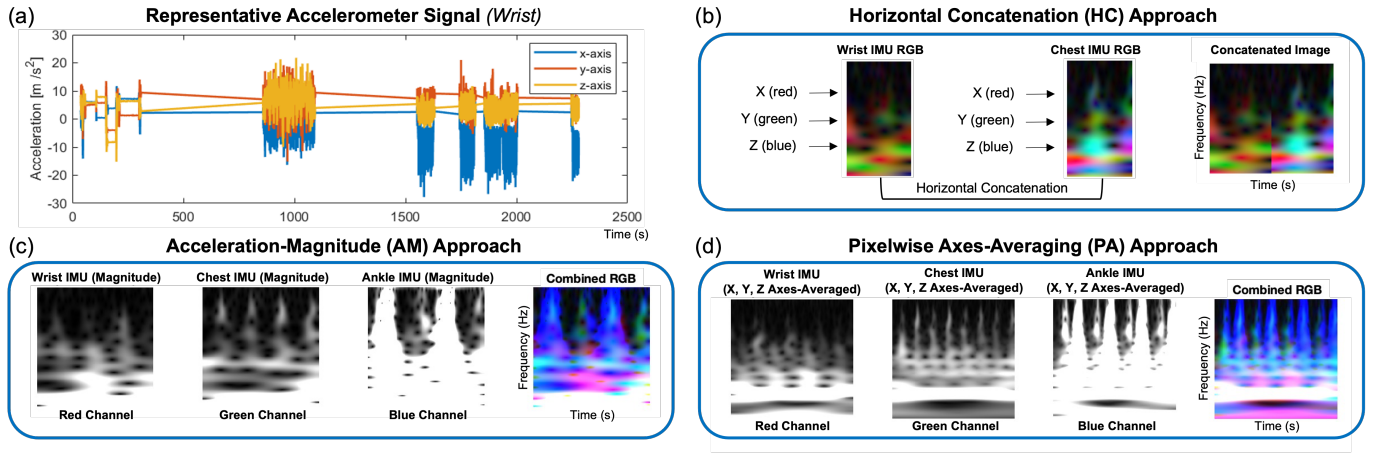 (a) Representative Accelerometer Signal (Wrist)
30
20
10
0
-10
-20
-30
Acceleration [m /s²]
x-axis
y-axis
z-axis
0 500 1000 1500 2000 2500
Time (s)
(b) Horizontal Concatenation (HC) Approach
Wrist IMU RGB Chest IMU RGB Concatenated Image
X (red) X (red)
Y (green) Y (green)
Z (blue) Z (blue)
Frequency (Hz)
Time (s)
Horizontal Concatenation
(c) Acceleration-Magnitude (AM) Approach
Wrist IMU (Magnitude) Chest IMU (Magnitude) Ankle IMU (Magnitude) Combined RGB
Frequency (Hz)
Red Channel Green Channel Blue Channel Time (s)
(d) Pixelwise Axes-Averaging (PA) Approach
Wrist IMU Chest IMU Ankle IMU
(X, Y, Z Axes-Averaged) (X, Y, Z Axes-Averaged) (X, Y, Z Axes-Averaged) Combined RGB
Frequency (Hz)
Red Channel Green Channel Blue Channel Time (s)